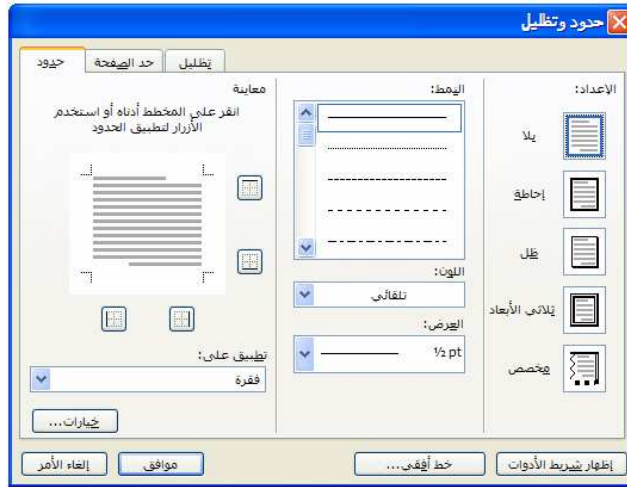 حدود وتظليل
حدود
حد الصفحة
تظليل
الإعداد:
بلا
إحاطة
ظل
ثلاثي الأبعاد
مخصص
النمط:
اللون:
تلقائي
العرض:
½ pt
معاينة
انقر على المخطط أدناه أو استخدم
الأزرار لتطبيق الحدود
تطبيق على:
فقرة
خيارات...
إظهار شريط الأدوات
خط أفقي...
موافق
إلغاء الأمر